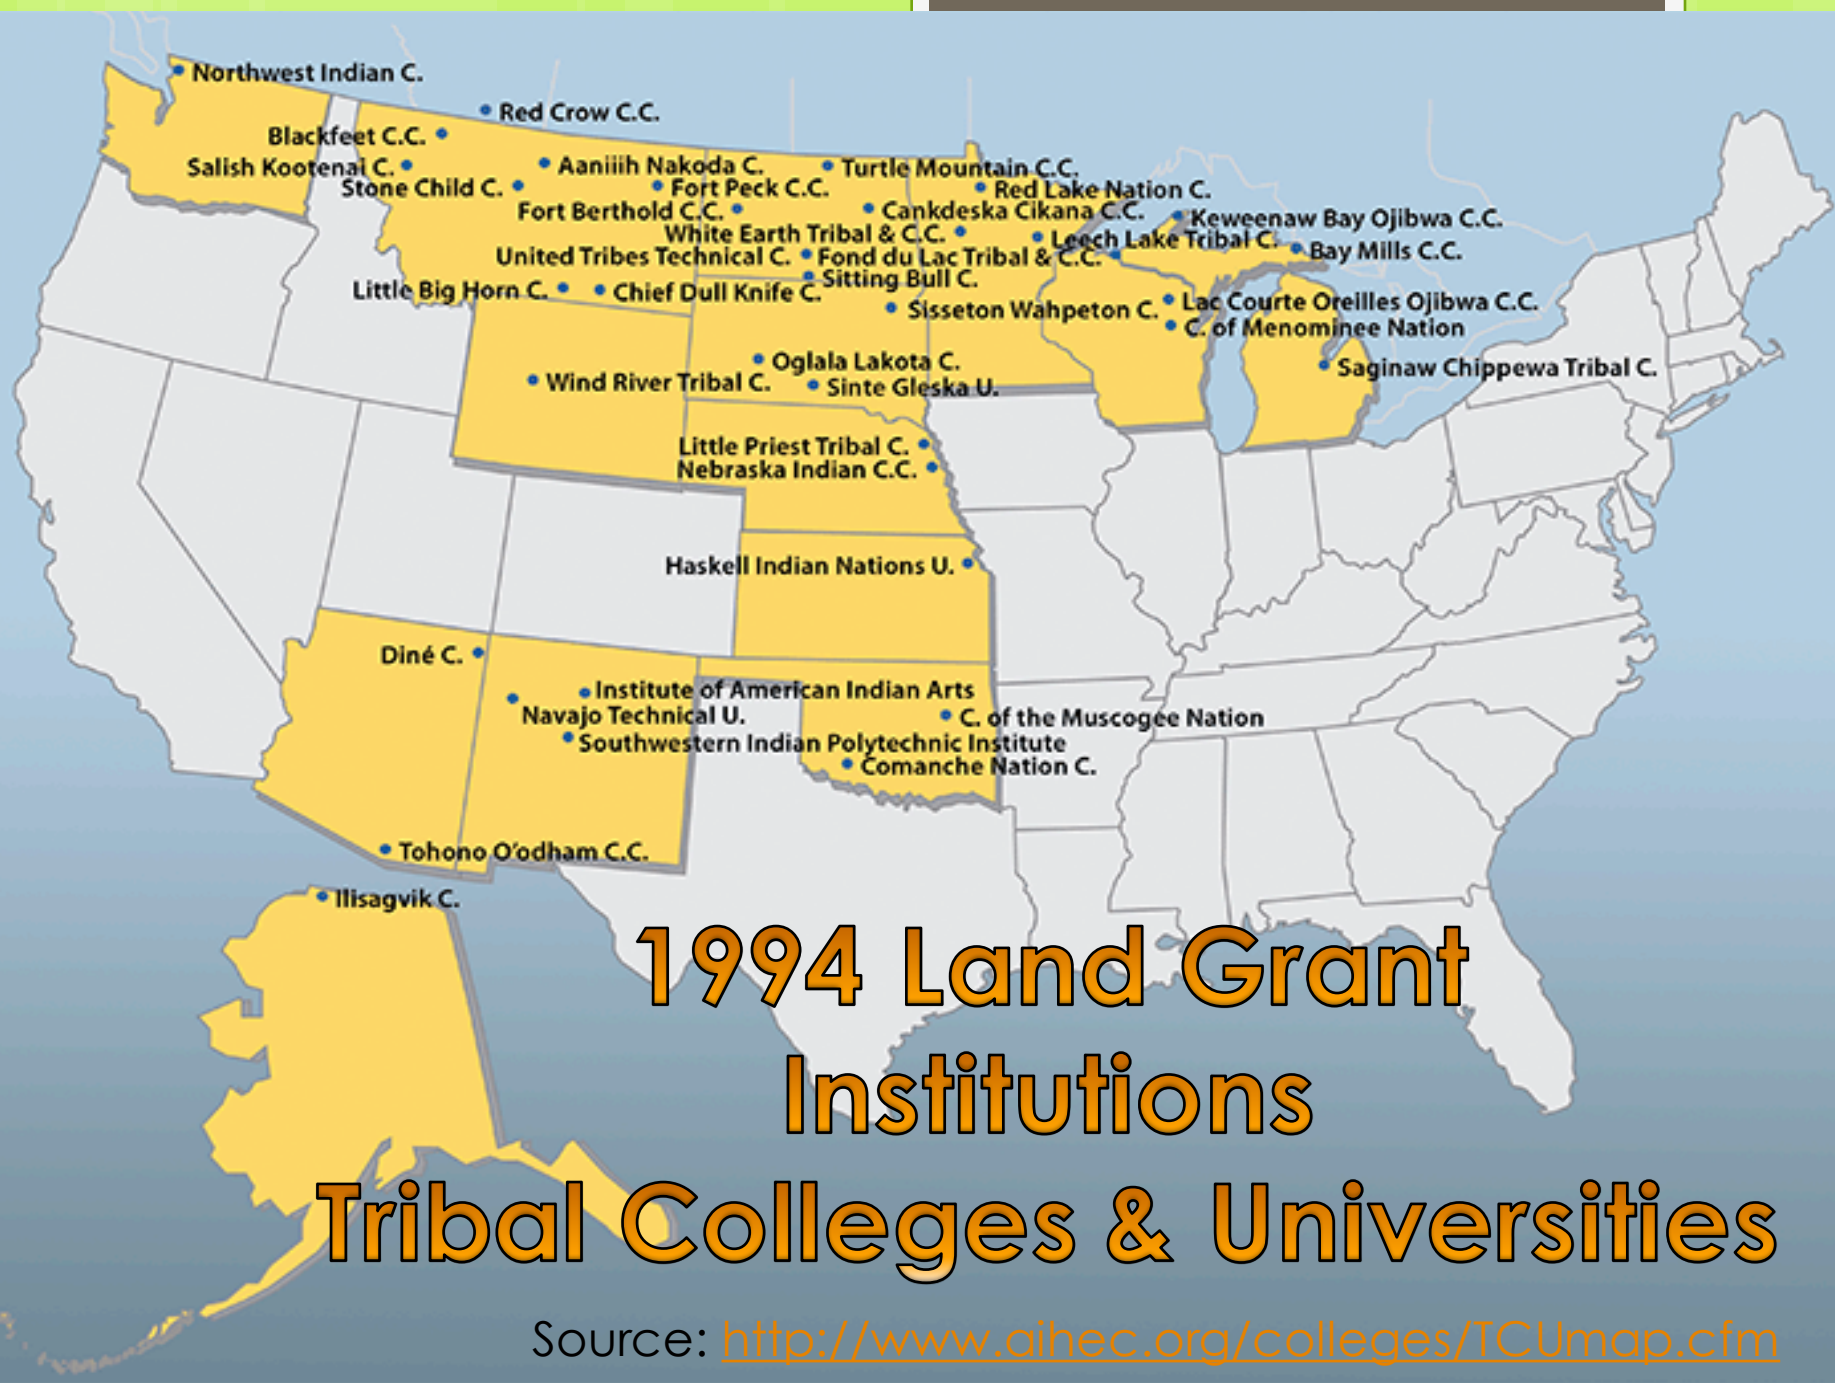 Northwest Indian C.
Red Crow C.C.
Blackfeet C.C.
Salish Kootenai C.
Aaniiih Nakoda C.
Turtle Mountain C.C.
Stone Child C.
Fort Peck C.C.
Red Lake Nation C.
Fort Berthold C.C.
Cankdeska Cikana C.C.
Keweenaw Bay Ojibwa C.C.
White Earth Tribal & C.C.
Leech Lake Tribal C.
Bay Mills C.C.
United Tribes Technical C.
Fond du Lac Tribal & C.C.
Sitting Bull C.
Little Big Horn C.
Chief Dull Knife C.
Sisseton Wahpeton C.
Lac Courte Oreilles Ojibwa C.C.
C. of Menominee Nation
Oglala Lakota C.
Saginaw Chippewa Tribal C.
Wind River Tribal C.
Sinte Gleska U.
Little Priest Tribal C.
Nebraska Indian C.C.
Haskell Indian Nations U.
Diné C.
Institute of American Indian Arts
Navajo Technical U.
C. of the Muscogee Nation
Southwestern Indian Polytechnic Institute
Comanche Nation C.
Tohono O'odham C.C.
Ilisagvik C.
1994 Land Grant
Institutions
Tribal Colleges & Universities
Source: http://www.aihec.org/colleges/TCUmap.cfm